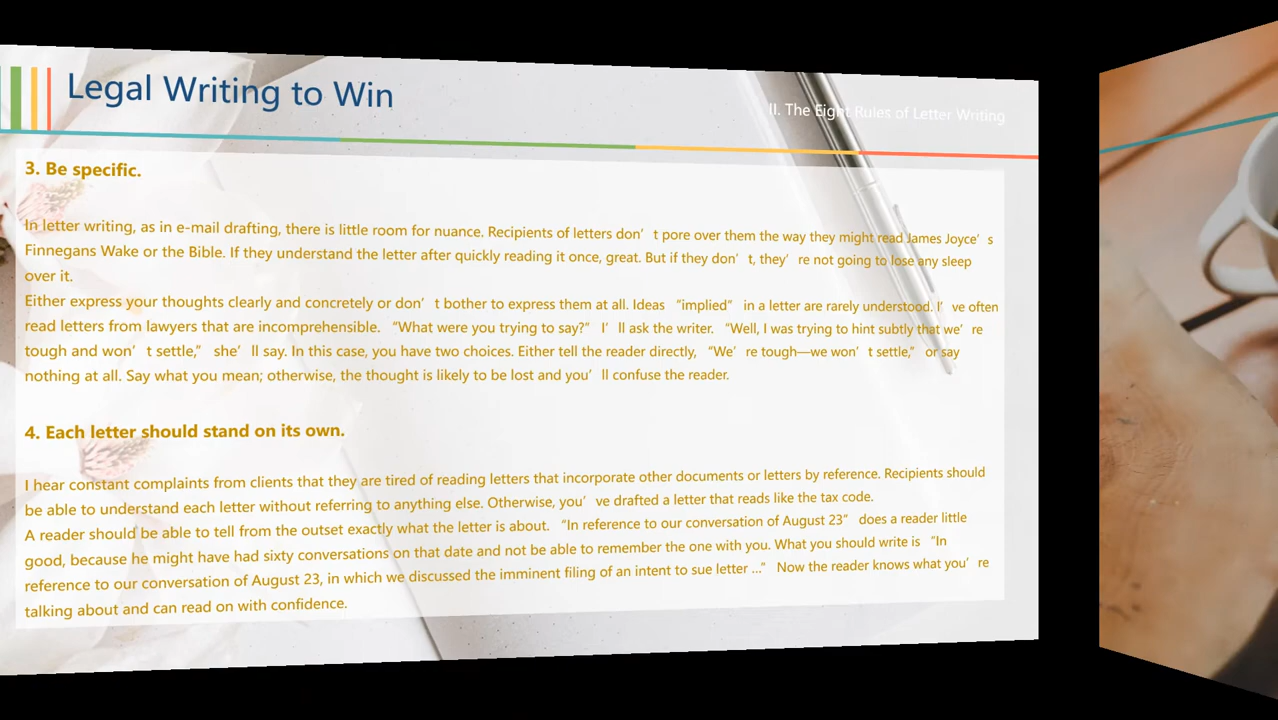 Legal Writing to Win
II. The Eight Rules of Letter Writing
3. Be specific.
In letter writing, as in e-mail drafting, there is little room for nuance. Recipients of letters don’t pore over them the way they might read James Joyce’s
Finnegans Wake or the Bible. If they understand the letter after quickly reading it once, great. But if they don’t, they’re not going to lose any sleep
over it.
Either express your thoughts clearly and concretely or don’t bother to express them at all. Ideas “implied” in a letter are rarely understood. I’ve often
read letters from lawyers that are incomprehensible. “What were you trying to say?” I’ll ask the writer. “Well, I was trying to hint subtly that we’re
tough and won’t settle,” she’ll say. In this case, you have two choices. Either tell the reader directly, “We’re tough—we won’t settle,” or say
nothing at all. Say what you mean; otherwise, the thought is likely to be lost and you’ll confuse the reader.
4. Each letter should stand on its own.
I hear constant complaints from clients that they are tired of reading letters that incorporate other documents or letters by reference. Recipients should
be able to understand each letter without referring to anything else. Otherwise, you’ve drafted a letter that reads like the tax code.
A reader should be able to tell from the outset exactly what the letter is about. “In reference to our conversation of August 23” does a reader little
good, because he might have had sixty conversations on that date and not be able to remember the one with you. What you should write is “In
reference to our conversation of August 23, in which we discussed the imminent filing of an intent to sue letter ...” Now the reader knows what you’re
talking about and can read on with confidence.